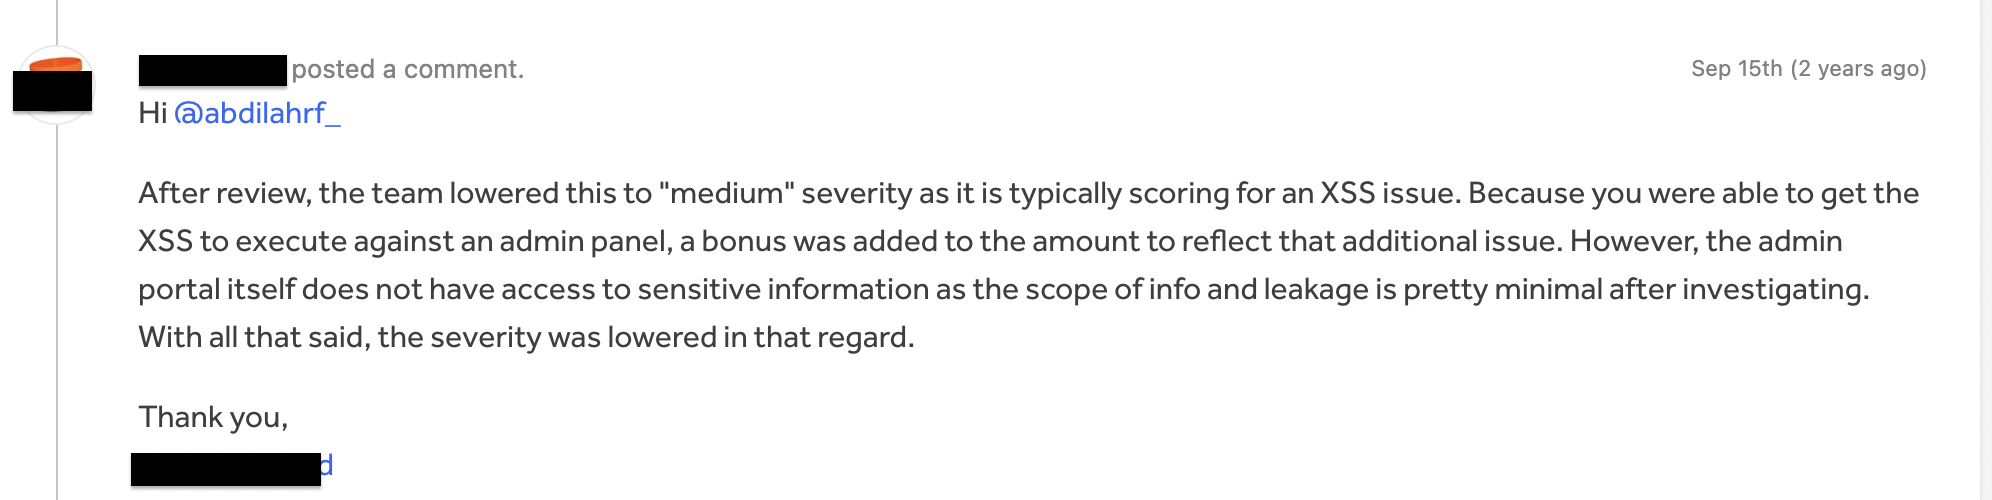 posted a comment.
Sep 15th (2 years ago)
Hi @abdilahrf_
After review, the team lowered this to "medium" severity as it is typically scoring for an XSS issue. Because you were able to get the
XSS to execute against an admin panel, a bonus was added to the amount to reflect that additional issue. However, the admin
portal itself does not have access to sensitive information as the scope of info and leakage is pretty minimal after investigating.
With all that said, the severity was lowered in that regard.
Thank you,
d